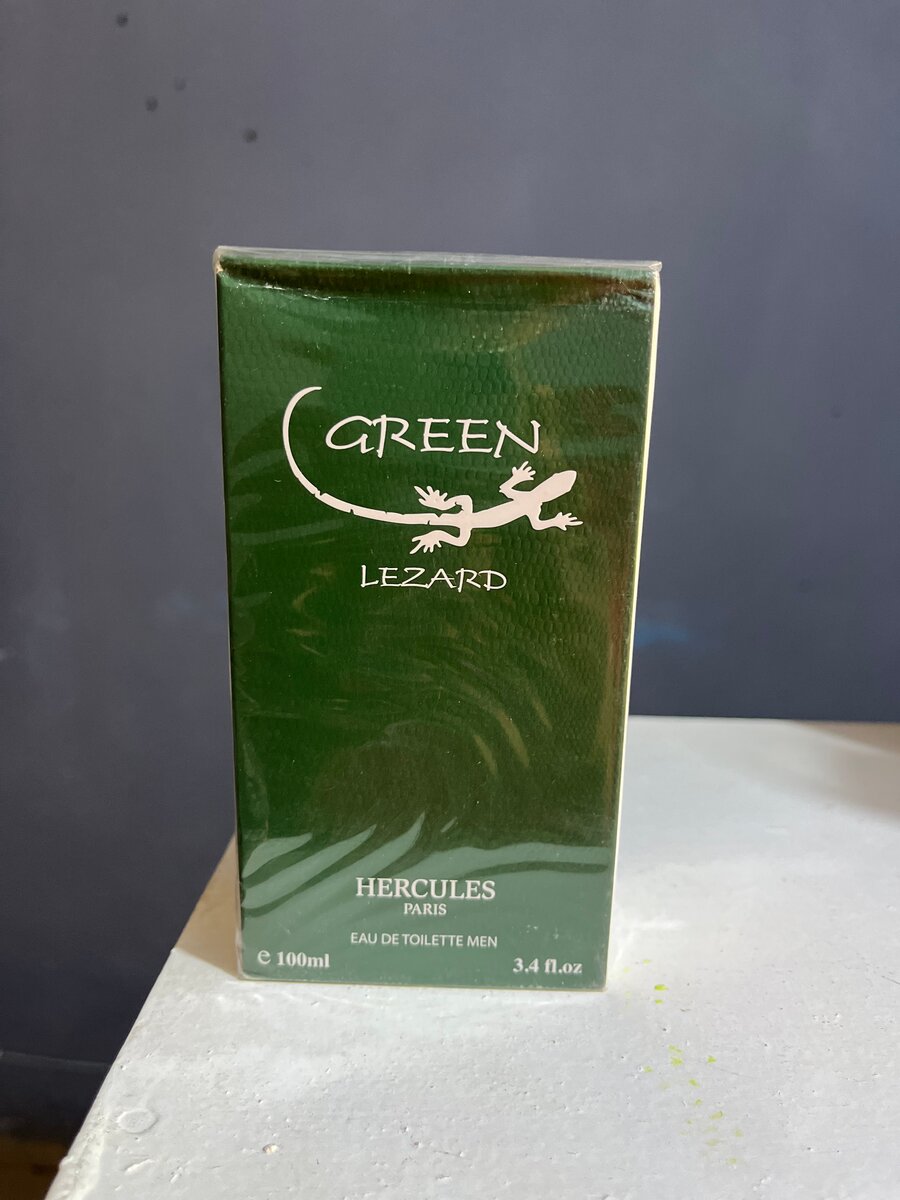 GREEN
LEZARD
HERCULES
PARIS
EAU DE TOILETTE MEN
℮ 100ml
3.4 fl.oz